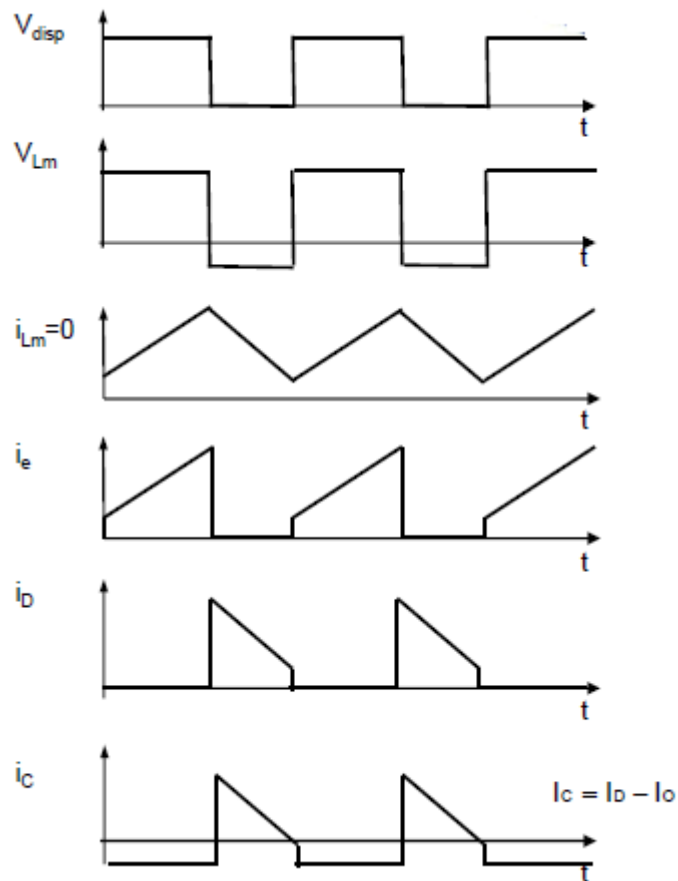 V_disp
t
V_Lm
t
i_Lm=0
t
i_e
t
i_D
t
i_C
I_C = I_D – I_O
t